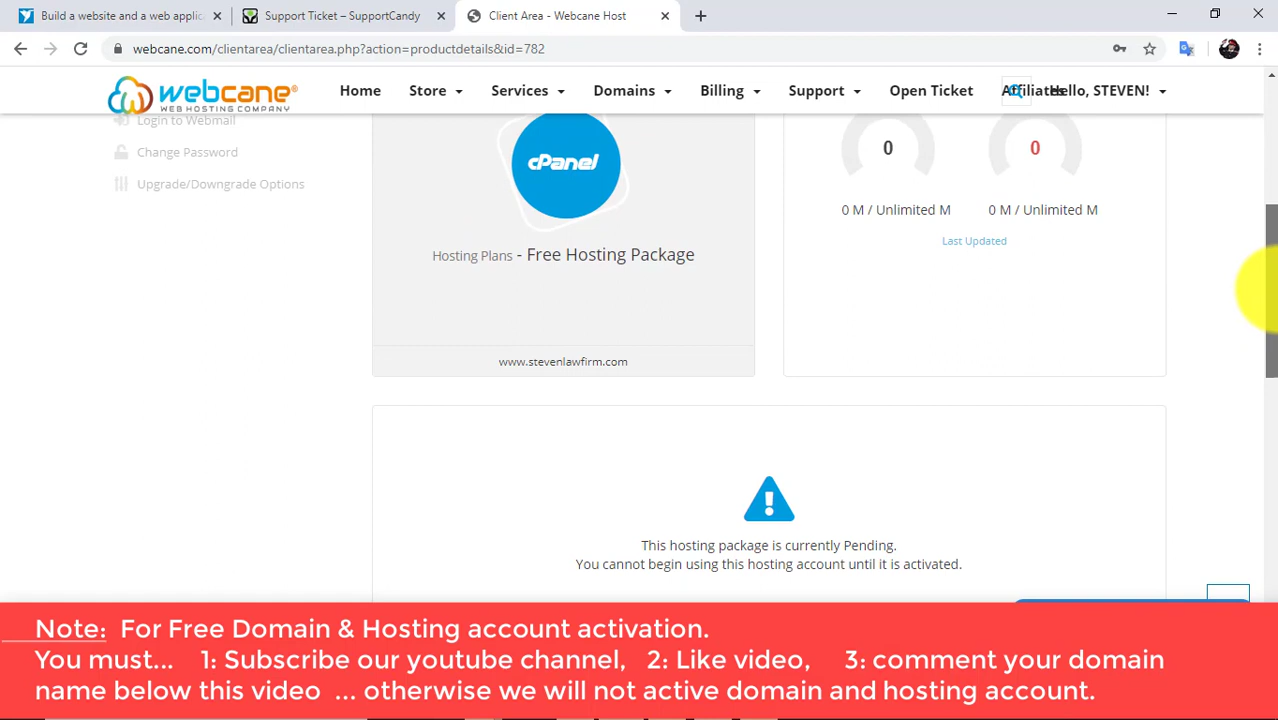 Build a website and a web applic
Support Ticket – SupportCandy
Client Area - Webcane Host
webcane.com/clientarea/clientarea.php?action=productdetails&id=782
webcane
WEB HOSTING COMPANY
Home
Store
Services
Domains
Billing
Support
Open Ticket
Affiliates
Hello, STEVEN!
Login to Webmail
Change Password
Upgrade/Downgrade Options
cPanel
Hosting Plans - Free Hosting Package
www.stevenlawfirm.com
0
0
0 M / Unlimited M
0 M / Unlimited M
Last Updated
This hosting package is currently Pending.
You cannot begin using this hosting account until it is activated.
Note: For Free Domain & Hosting account activation.
You must... 1: Subscribe our youtube channel, 2: Like video, 3: comment your domain
name below this video ... otherwise we will not active domain and hosting account.